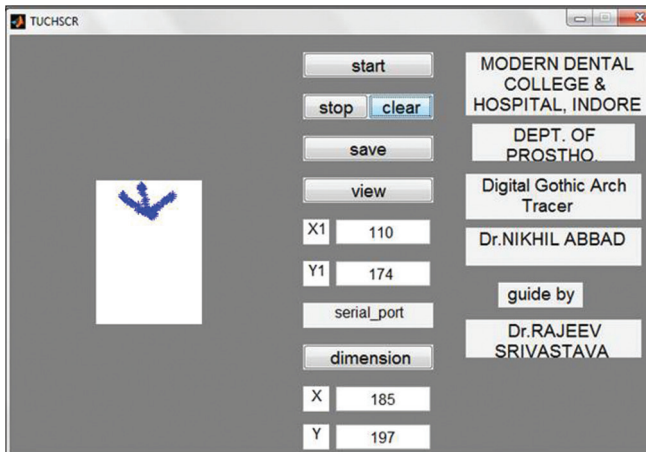 TUCHSCR
start
stop clear
save
view
X1 110
Y1 174
serial_port
dimension
X 185
Y 197
MODERN DENTAL
COLLEGE &
HOSPITAL, INDORE
DEPT. OF
PROSTHO.
Digital Gothic Arch
Tracer
Dr.NIKHIL ABBAD
guide by
Dr.RAJEEV
SRIVASTAVA